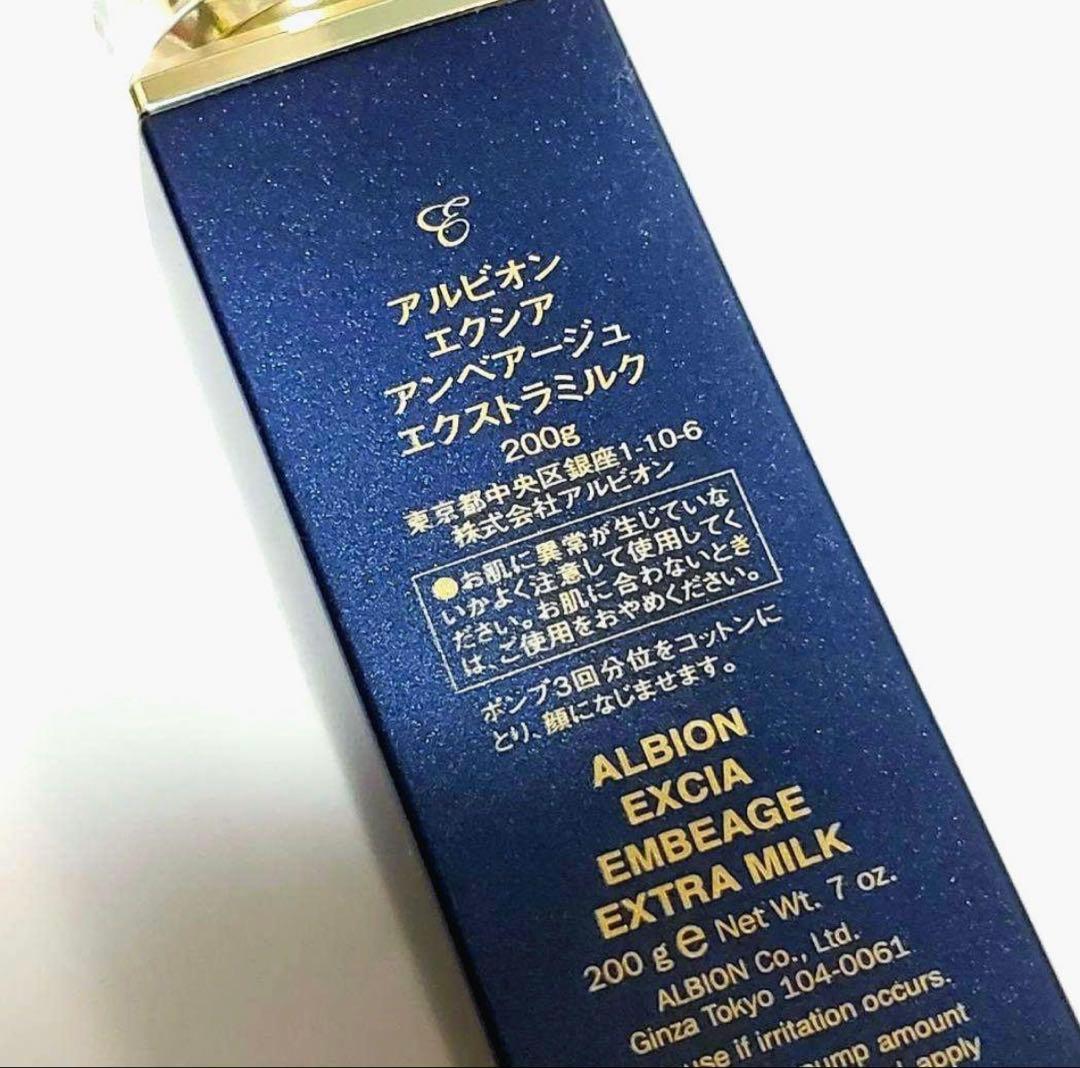 E
アルビオン
エクシア
アンベアージュ
エクストラミルク
200g
東京都中央区銀座1-10-6
株式会社アルビオン
●お肌に異常が生じていな
いかよく注意して使用してく
ださい。お肌に合わないとき
は、ご使用をおやめください。
ポンプ3回分位をコットンに
とり、顔になじませます。
ALBION
EXCIA
EMBEAGE
EXTRA MILK
200 g e Net Wt. 7 oz.
ALBION Co., Ltd.
Ginza Tokyo 104-0061
if irritation occurs.
amount
apply